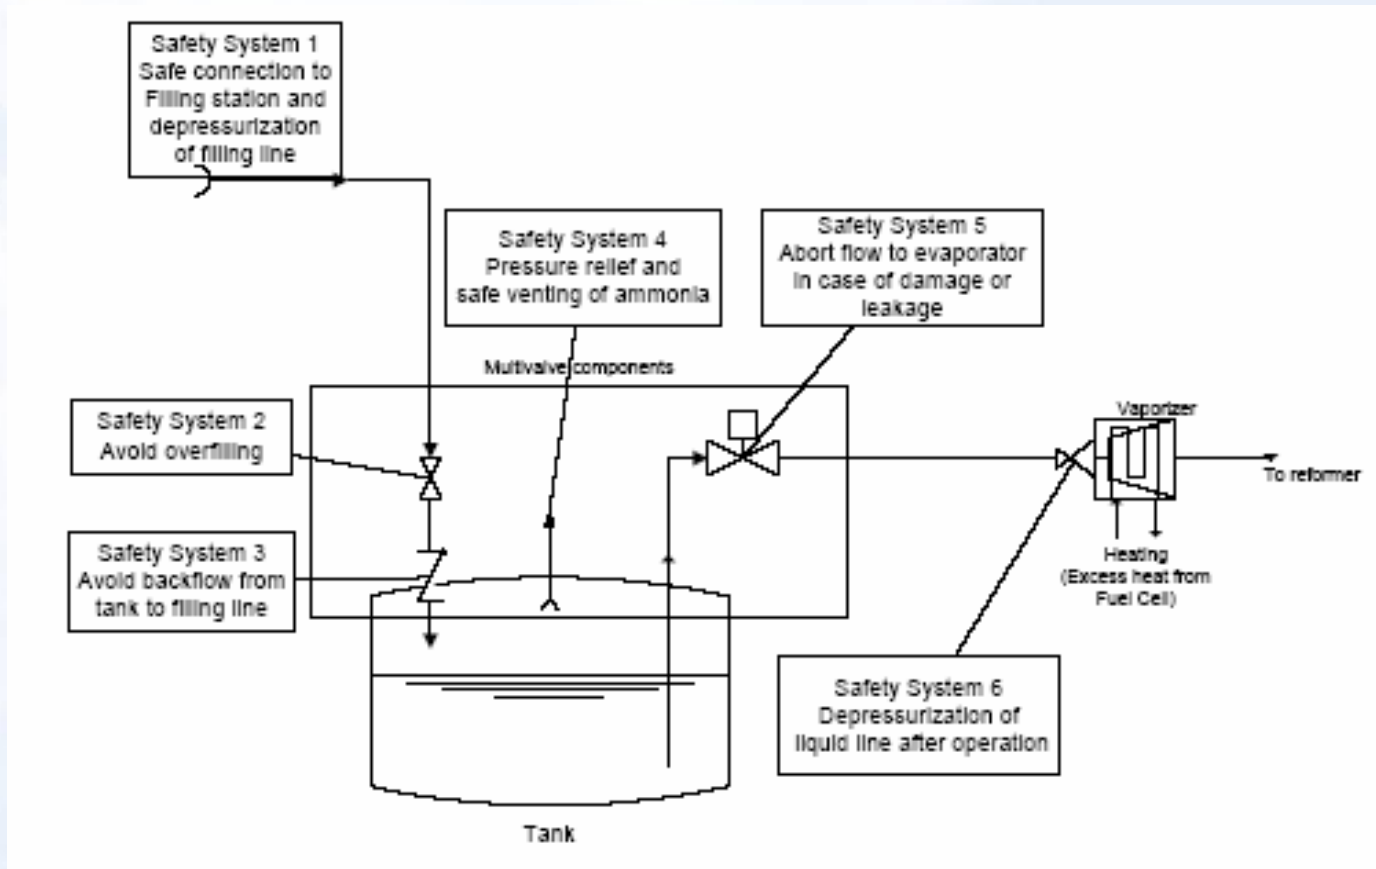 Safety System 1
Safe connection to
Filling station and
depressurization
of filling line
Safety System 4
Pressure relief and
safe venting of ammonia
Safety System 5
Abort flow to evaporator
in case of damage or
leakage
Multivalve components
Safety System 2
Avoid overfilling
Vaporizer
To reformer
Safety System 3
Avoid backflow from
tank to filling line
Heating
(Excess heat from
Fuel Cell)
Safety System 6
Depressurization of
liquid line after operation
Tank